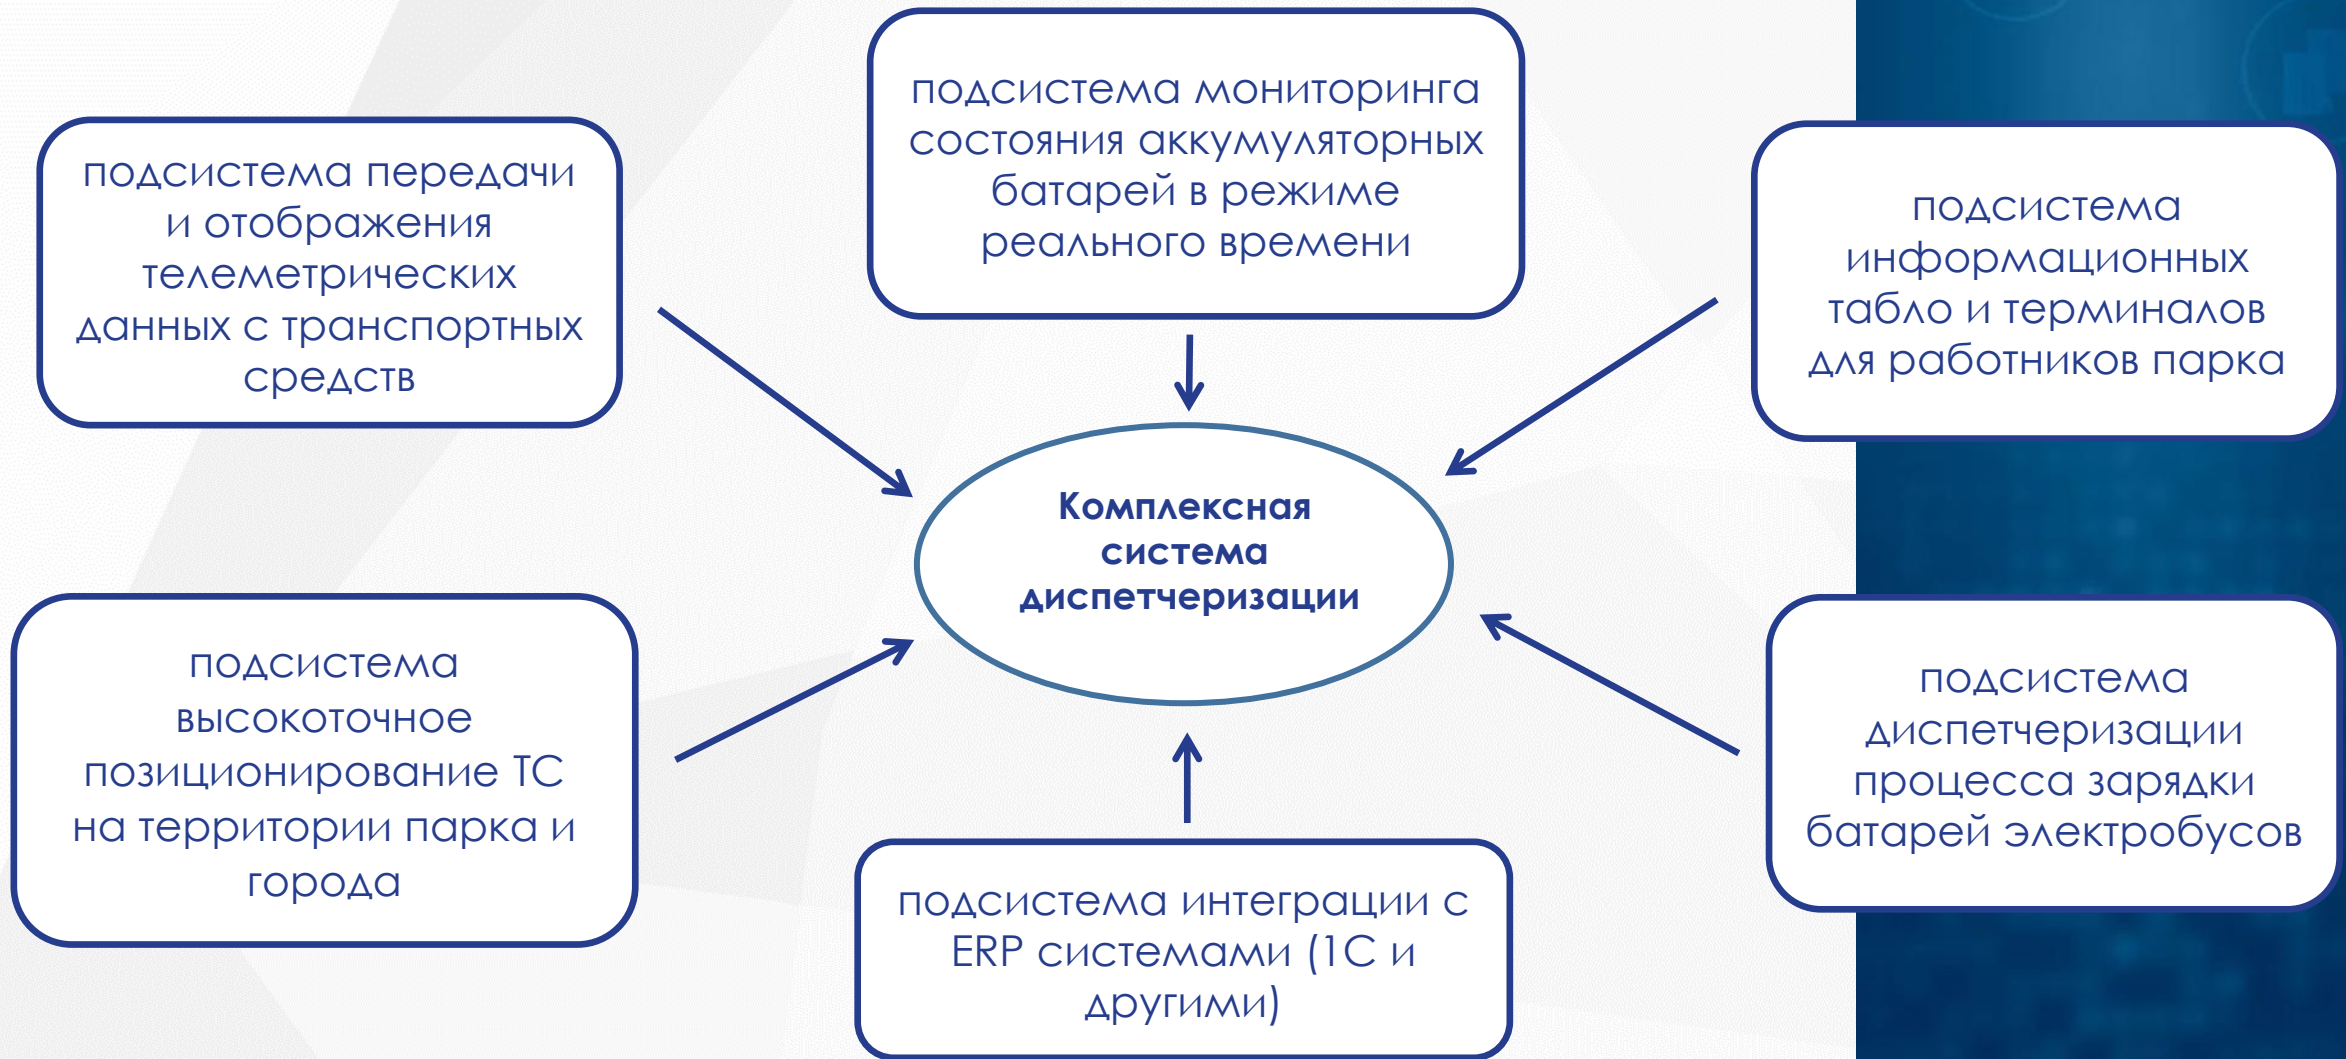 подсистема мониторинга
состояния аккумуляторных
батарей в режиме
реального времени
подсистема передачи
и отображения
телеметрических
данных с транспортных
средств
подсистема
информационных
табло и терминалов
для работников парка
Комплексная
система
диспетчеризации
подсистема
высокоточное
позиционирование ТС
на территории парка и
города
подсистема
диспетчеризации
процесса зарядки
батарей электробусов
подсистема интеграции с
ERP системами (1С и
другими)